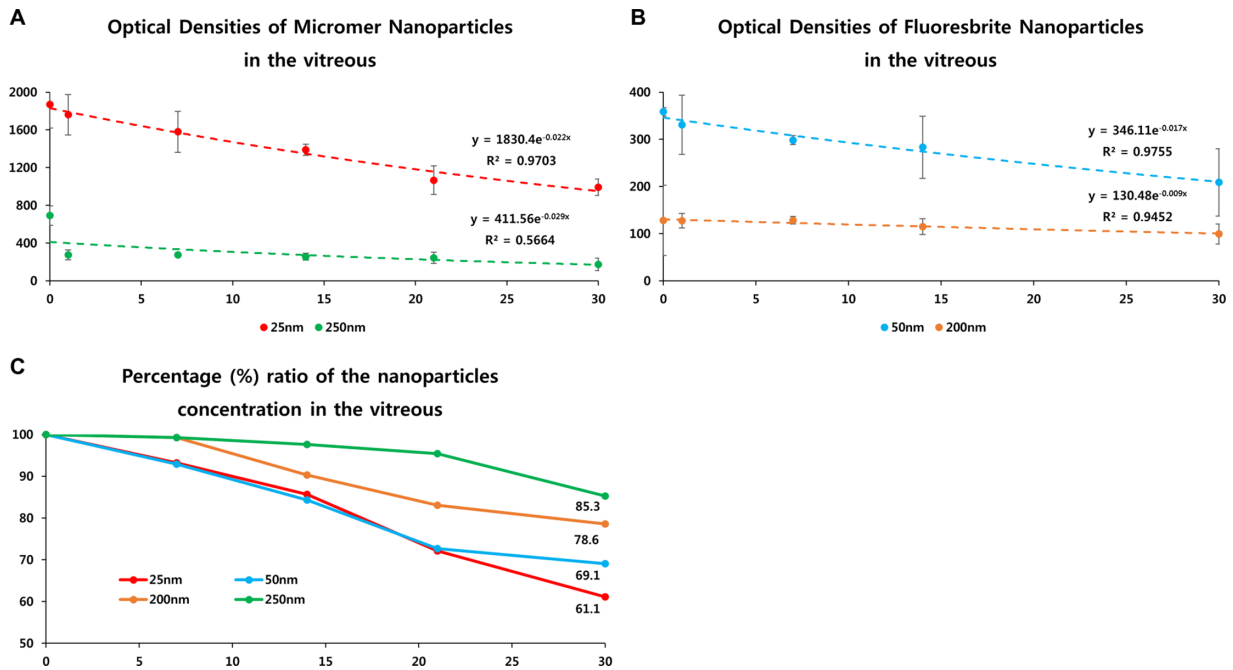 A
Optical Densities of Micromer Nanoparticles
in the vitreous
2000
1600
1200
800
400
0
y = 1830.4e-0.022x
R² = 0.9703
y = 411.56e-0.029x
R² = 0.5664
0 5 10 15 20 25 30
25nm 250nm
B
Optical Densities of Fluoresbrite Nanoparticles
in the vitreous
400
300
200
100
0
y = 346.11e-0.017x
R² = 0.9755
y = 130.48e-0.009x
R² = 0.9452
0 5 10 15 20 25 30
50nm 200nm
C
Percentage (%) ratio of the nanoparticles
concentration in the vitreous
100
90
80
70
60
50
85.3
78.6
69.1
61.1
25nm 50nm
200nm 250nm
0 5 10 15 20 25 30